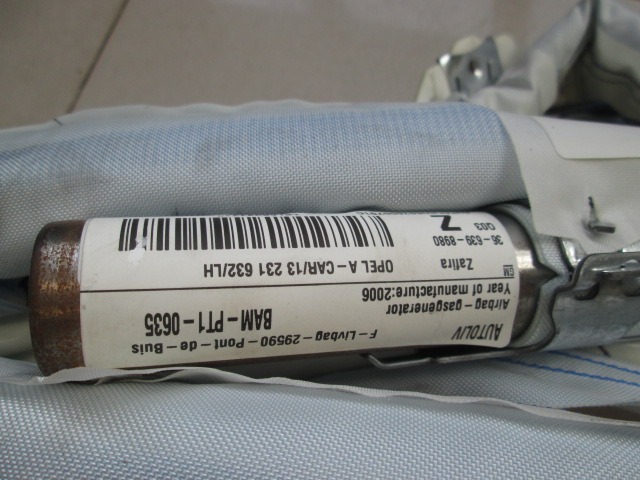 AUTOLIV
F-Livbag-29590-Pont-de-Buis
Airbag-gasgenerator
BAM-PT1-0635
Year of manufacture:2006
GM
Zafira
OPEL A-CAR/13 231 632/LH
36-639-8980
003
Z